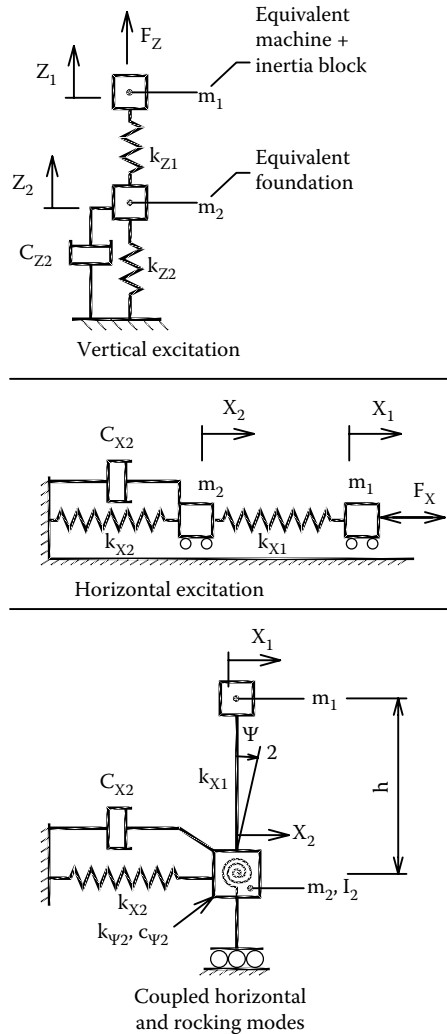 Equivalent
machine +
inertia block
F_Z
Z_1
m_1
k_Z1
Equivalent
foundation
Z_2
m_2
C_Z2
k_Z2
Vertical excitation
X_2
X_1
C_X2
m_2
m_1
F_X
k_X2
k_X1
Horizontal excitation
X_1
m_1
Ψ
2
k_X1
h
C_X2
X_2
k_X2
m_2, I_2
k_Ψ2, c_Ψ2
Coupled horizontal
and rocking modes